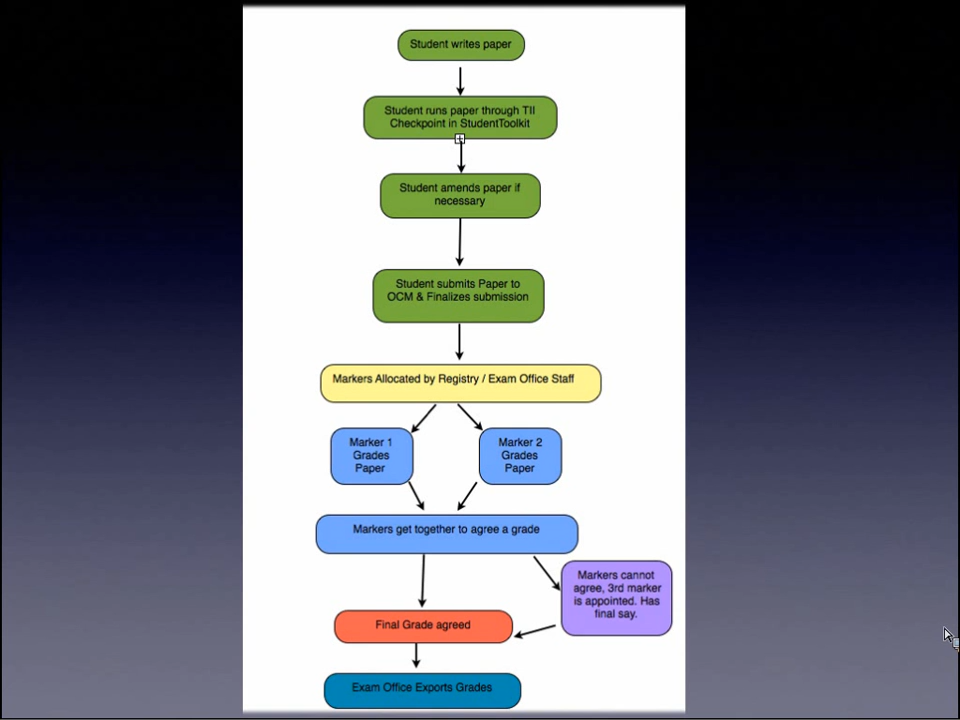 Student writes paper
Student runs paper through TII
Checkpoint in StudentToolkit
Student amends paper if
necessary
Student submits Paper to
OCM & Finalizes submission
Markers Allocated by Registry / Exam Office Staff
Marker 1
Grades
Paper
Marker 2
Grades
Paper
Markers get together to agree a grade
Markers cannot
agree, 3rd marker
is appointed. Has
final say.
Final Grade agreed
Exam Office Exports Grades